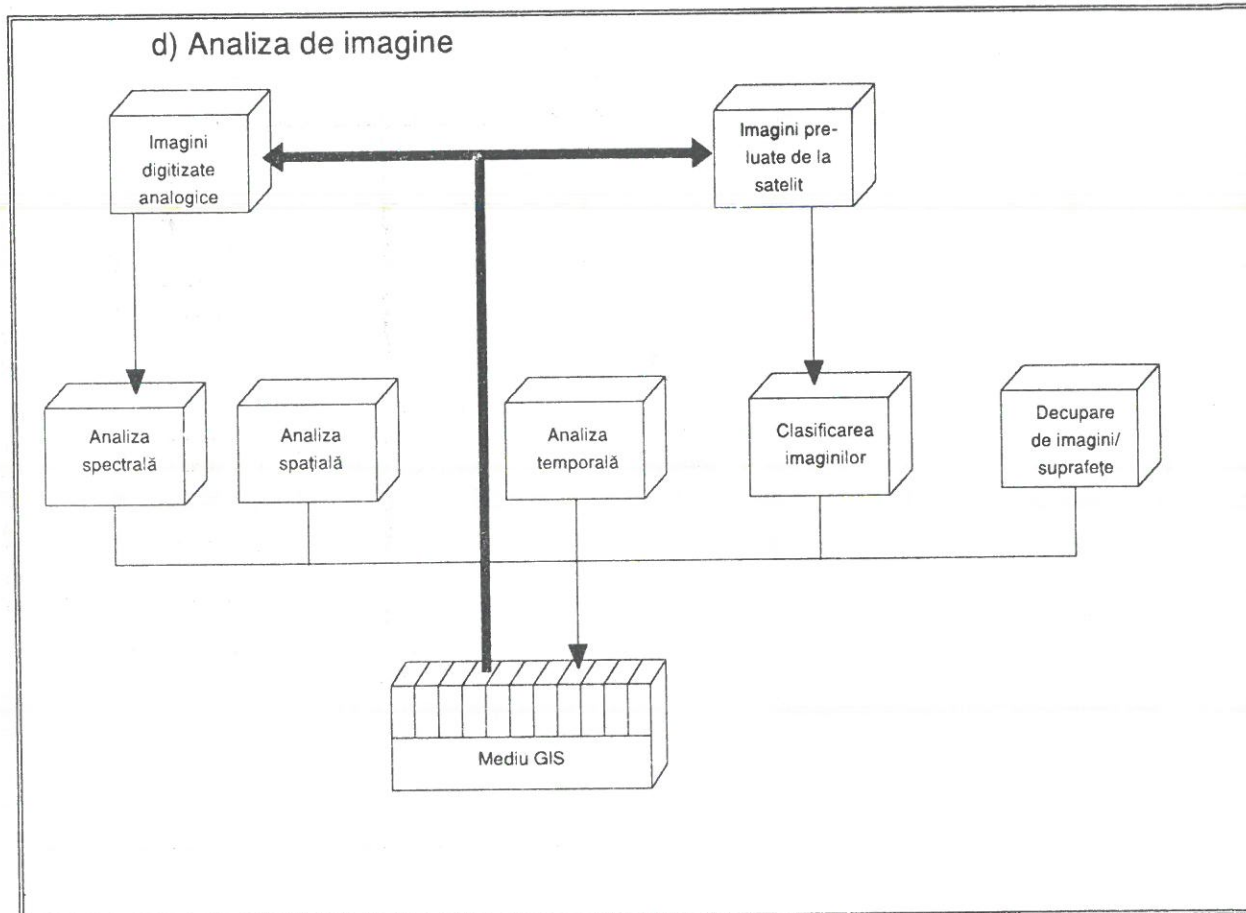 d) Analiza de imagine
Imagini
digitizate
analogice
Imagini pre-
luate de la
satelit
Analiza
spectrală
Analiza
spațială
Analiza
temporală
Clasificarea
imaginilor
Decupare
de imagini/
suprafețe
Mediu GIS